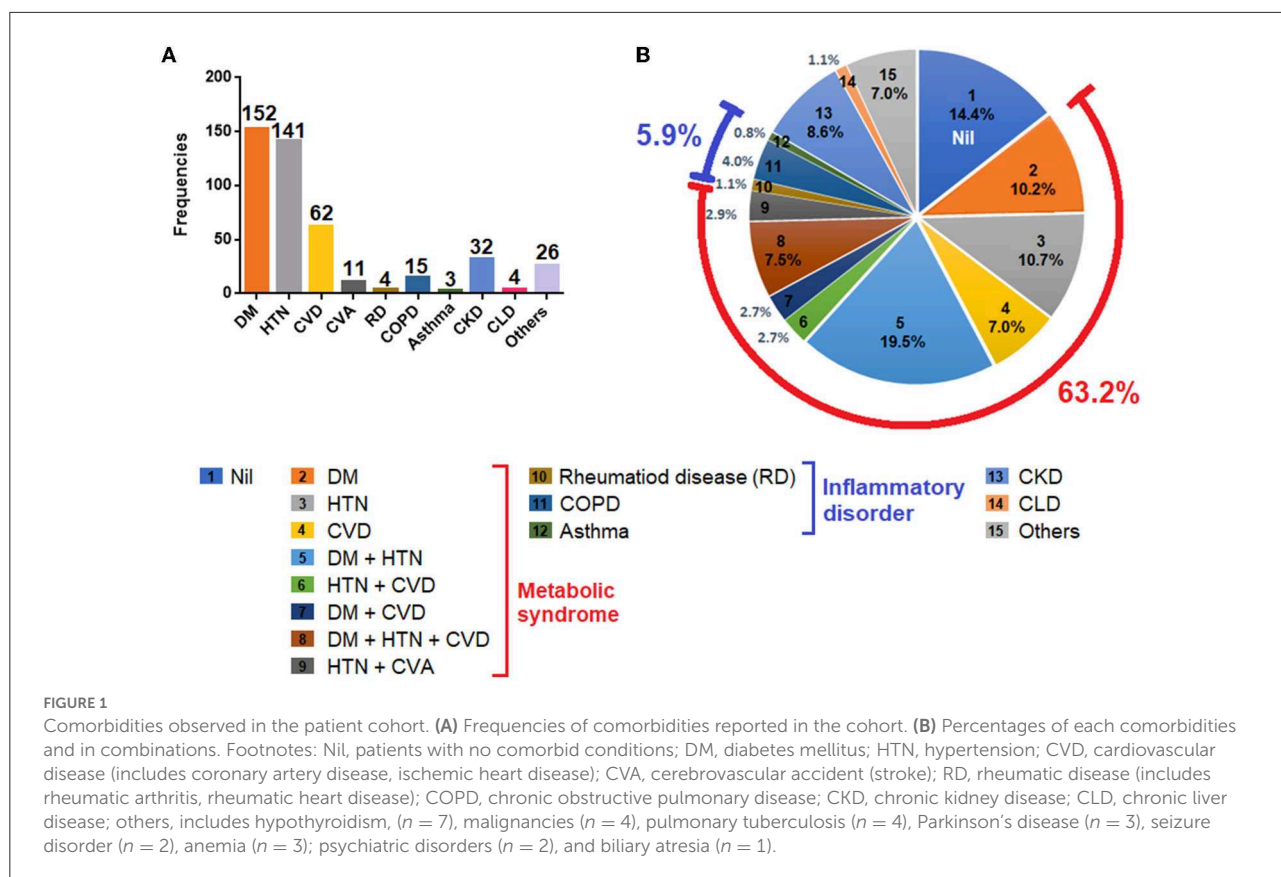 A
Frequencies
200
150
100
50
0
152
141
62
11
4
15
3
32
4
26
DM
HTN
CVD
CVA
RD
COPD
Asthma
CKD
CLD
Others
B
1
14.4%
Nil
2
10.2%
3
10.7%
4
7.0%
5
19.5%
6
2.7%
7
2.7%
8
7.5%
9
2.9%
10
1.1%
11
4.0%
12
0.8%
13
8.6%
14
1.1%
15
7.0%
5.9%
63.2%
1 Nil
2 DM
3 HTN
4 CVD
5 DM + HTN
6 HTN + CVD
7 DM + CVD
8 DM + HTN + CVD
9 HTN + CVA
Metabolic
syndrome
10 Rheumatiod disease (RD)
11 COPD
12 Asthma
Inflammatory
disorder
13 CKD
14 CLD
15 Others
FIGURE 1
Comorbidities observed in the patient cohort. (A) Frequencies of comorbidities reported in the cohort. (B) Percentages of each comorbidities
and in combinations. Footnotes: Nil, patients with no comorbid conditions; DM, diabetes mellitus; HTN, hypertension; CVD, cardiovascular
disease (includes coronary artery disease, ischemic heart disease); CVA, cerebrovascular accident (stroke); RD, rheumatic disease (includes
rheumatic arthritis, rheumatic heart disease); COPD, chronic obstructive pulmonary disease; CKD, chronic kidney disease; CLD, chronic liver
disease; others, includes hypothyroidism, (n = 7), malignancies (n = 4), pulmonary tuberculosis (n = 4), Parkinson's disease (n = 3), seizure
disorder (n = 2), anemia (n = 3); psychiatric disorders (n = 2), and biliary atresia (n = 1).